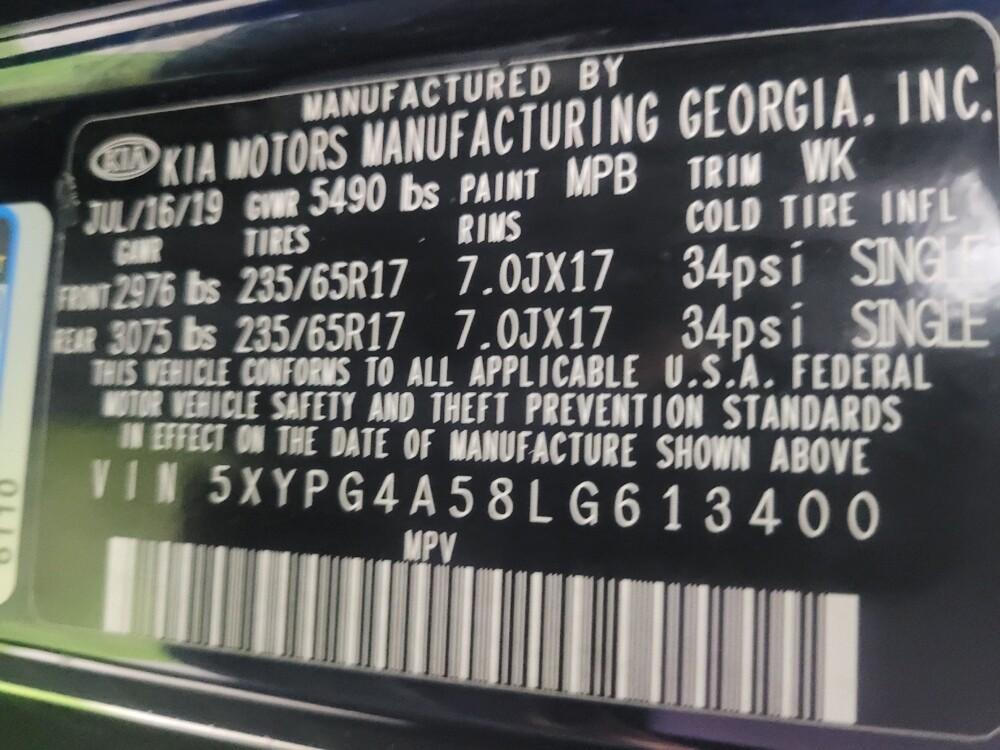 MANUFACTURED BY
KIA KIA MOTORS MANUFACTURING GEORGIA, INC.
JUL/16/19 GVWR 5490 lbs PAINT MPB TRIM WK
GAWR TIRES RIMS COLD TIRE INFL
FRONT 2976 lbs 235/65R17 7.0JX17 34psi SINGLE
REAR 3075 lbs 235/65R17 7.0JX17 34psi SINGLE
THIS VEHICLE CONFORMS TO ALL APPLICABLE U.S.A. FEDERAL
MOTOR VEHICLE SAFETY AND THEFT PREVENTION STANDARDS
IN EFFECT ON THE DATE OF MANUFACTURE SHOWN ABOVE
VIN 5XYPG4A58LG613400
MPV